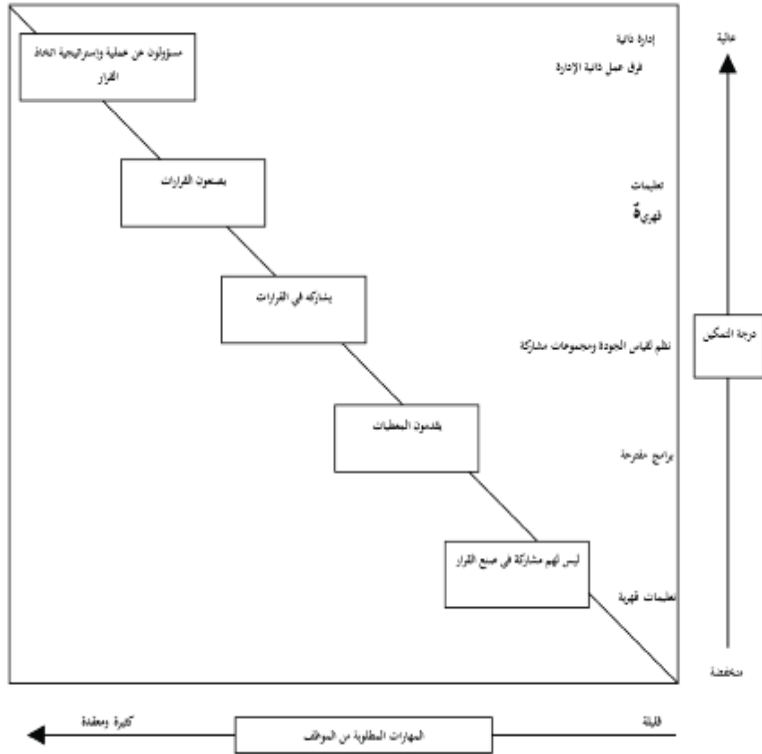 عالية
إدارة ذاتية
فرق عمل ذاتية الإدارة
مسؤولون عن عملية وإستراتيجية اتخاذ
القرار
تعليمات
قهريةٌ
يصنعون القرارات
يشاركه في القرارات
درجة التمكين
نظم لقياس الجودة ومجموعات مشاركة
يقدمون المعطيات
برامج مقترحة
ليس لهم مشاركة في صنع القرار
تعليمات قهرية
منخفضة
قليلة
المهارات المطلوبة من الموظف
كثيرة ومعقدة